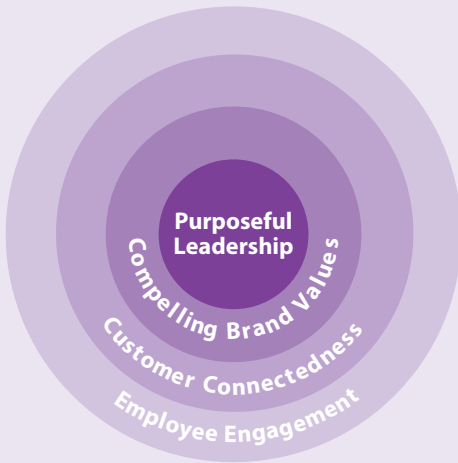 Purposeful
Leadership
Compelling Brand Values
Customer Connectedness
Employee Engagement